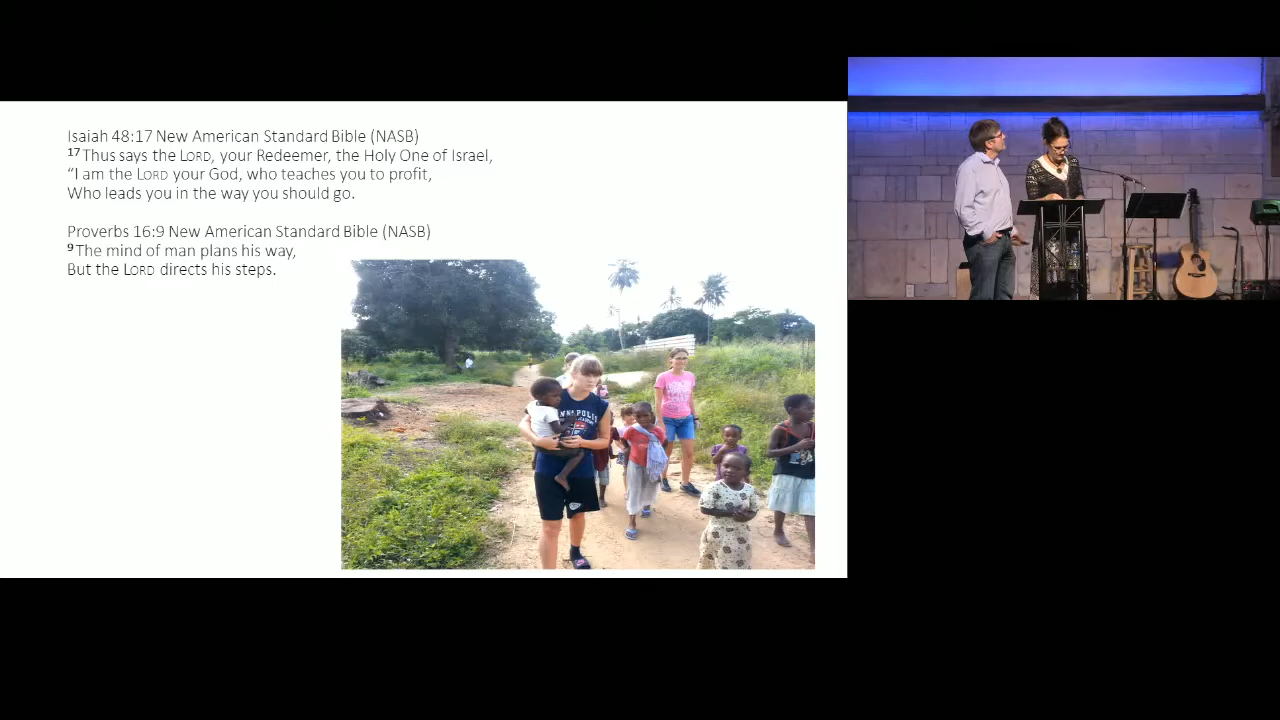 Isaiah 48:17 New American Standard Bible (NASB)
17 Thus says the LORD, your Redeemer, the Holy One of Israel,
“I am the LORD your God, who teaches you to profit,
Who leads you in the way you should go.
Proverbs 16:9 New American Standard Bible (NASB)
9 The mind of man plans his way,
But the LORD directs his steps.